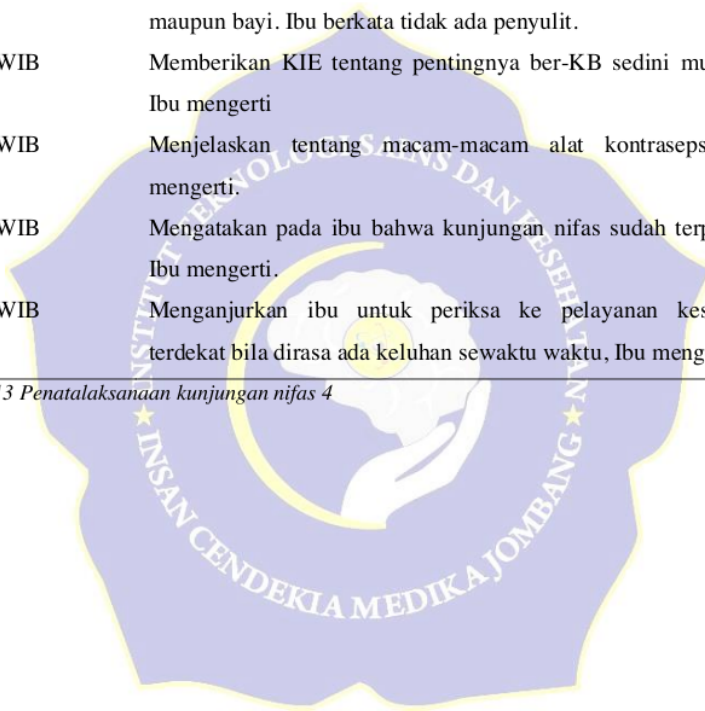 maupun bayi. Ibu berkata tidak ada penyulit.
WIB Memberikan KIE tentang pentingnya ber-KB sedini mu
Ibu mengerti
WIB Menjelaskan tentang macam-macam alat kontraseps
mengerti.
WIB Mengatakan pada ibu bahwa kunjungan nifas sudah terp
Ibu mengerti.
WIB Menganjurkan ibu untuk periksa ke pelayanan kes
terdekat bila dirasa ada keluhan sewaktu waktu, Ibu meng
13 Penatalaksanaan kunjungan nifas 4
INSTITUT TEKNOLOGI SAINS DAN KESEHATAN
INSAN CENDEKIA MEDIKA JOMBANG